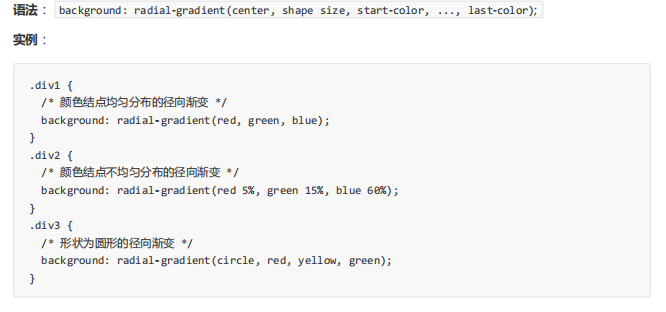 语法： background: radial-gradient(center, shape size, start-color, ..., last-color);
实例：
.div1 {
  /* 颜色结点均匀分布的径向渐变 */
  background: radial-gradient(red, green, blue);
}
.div2 {
  /* 颜色结点不均匀分布的径向渐变 */
  background: radial-gradient(red 5%, green 15%, blue 60%);
}
.div3 {
  /* 形状为圆形的径向渐变 */
  background: radial-gradient(circle, red, yellow, green);
}